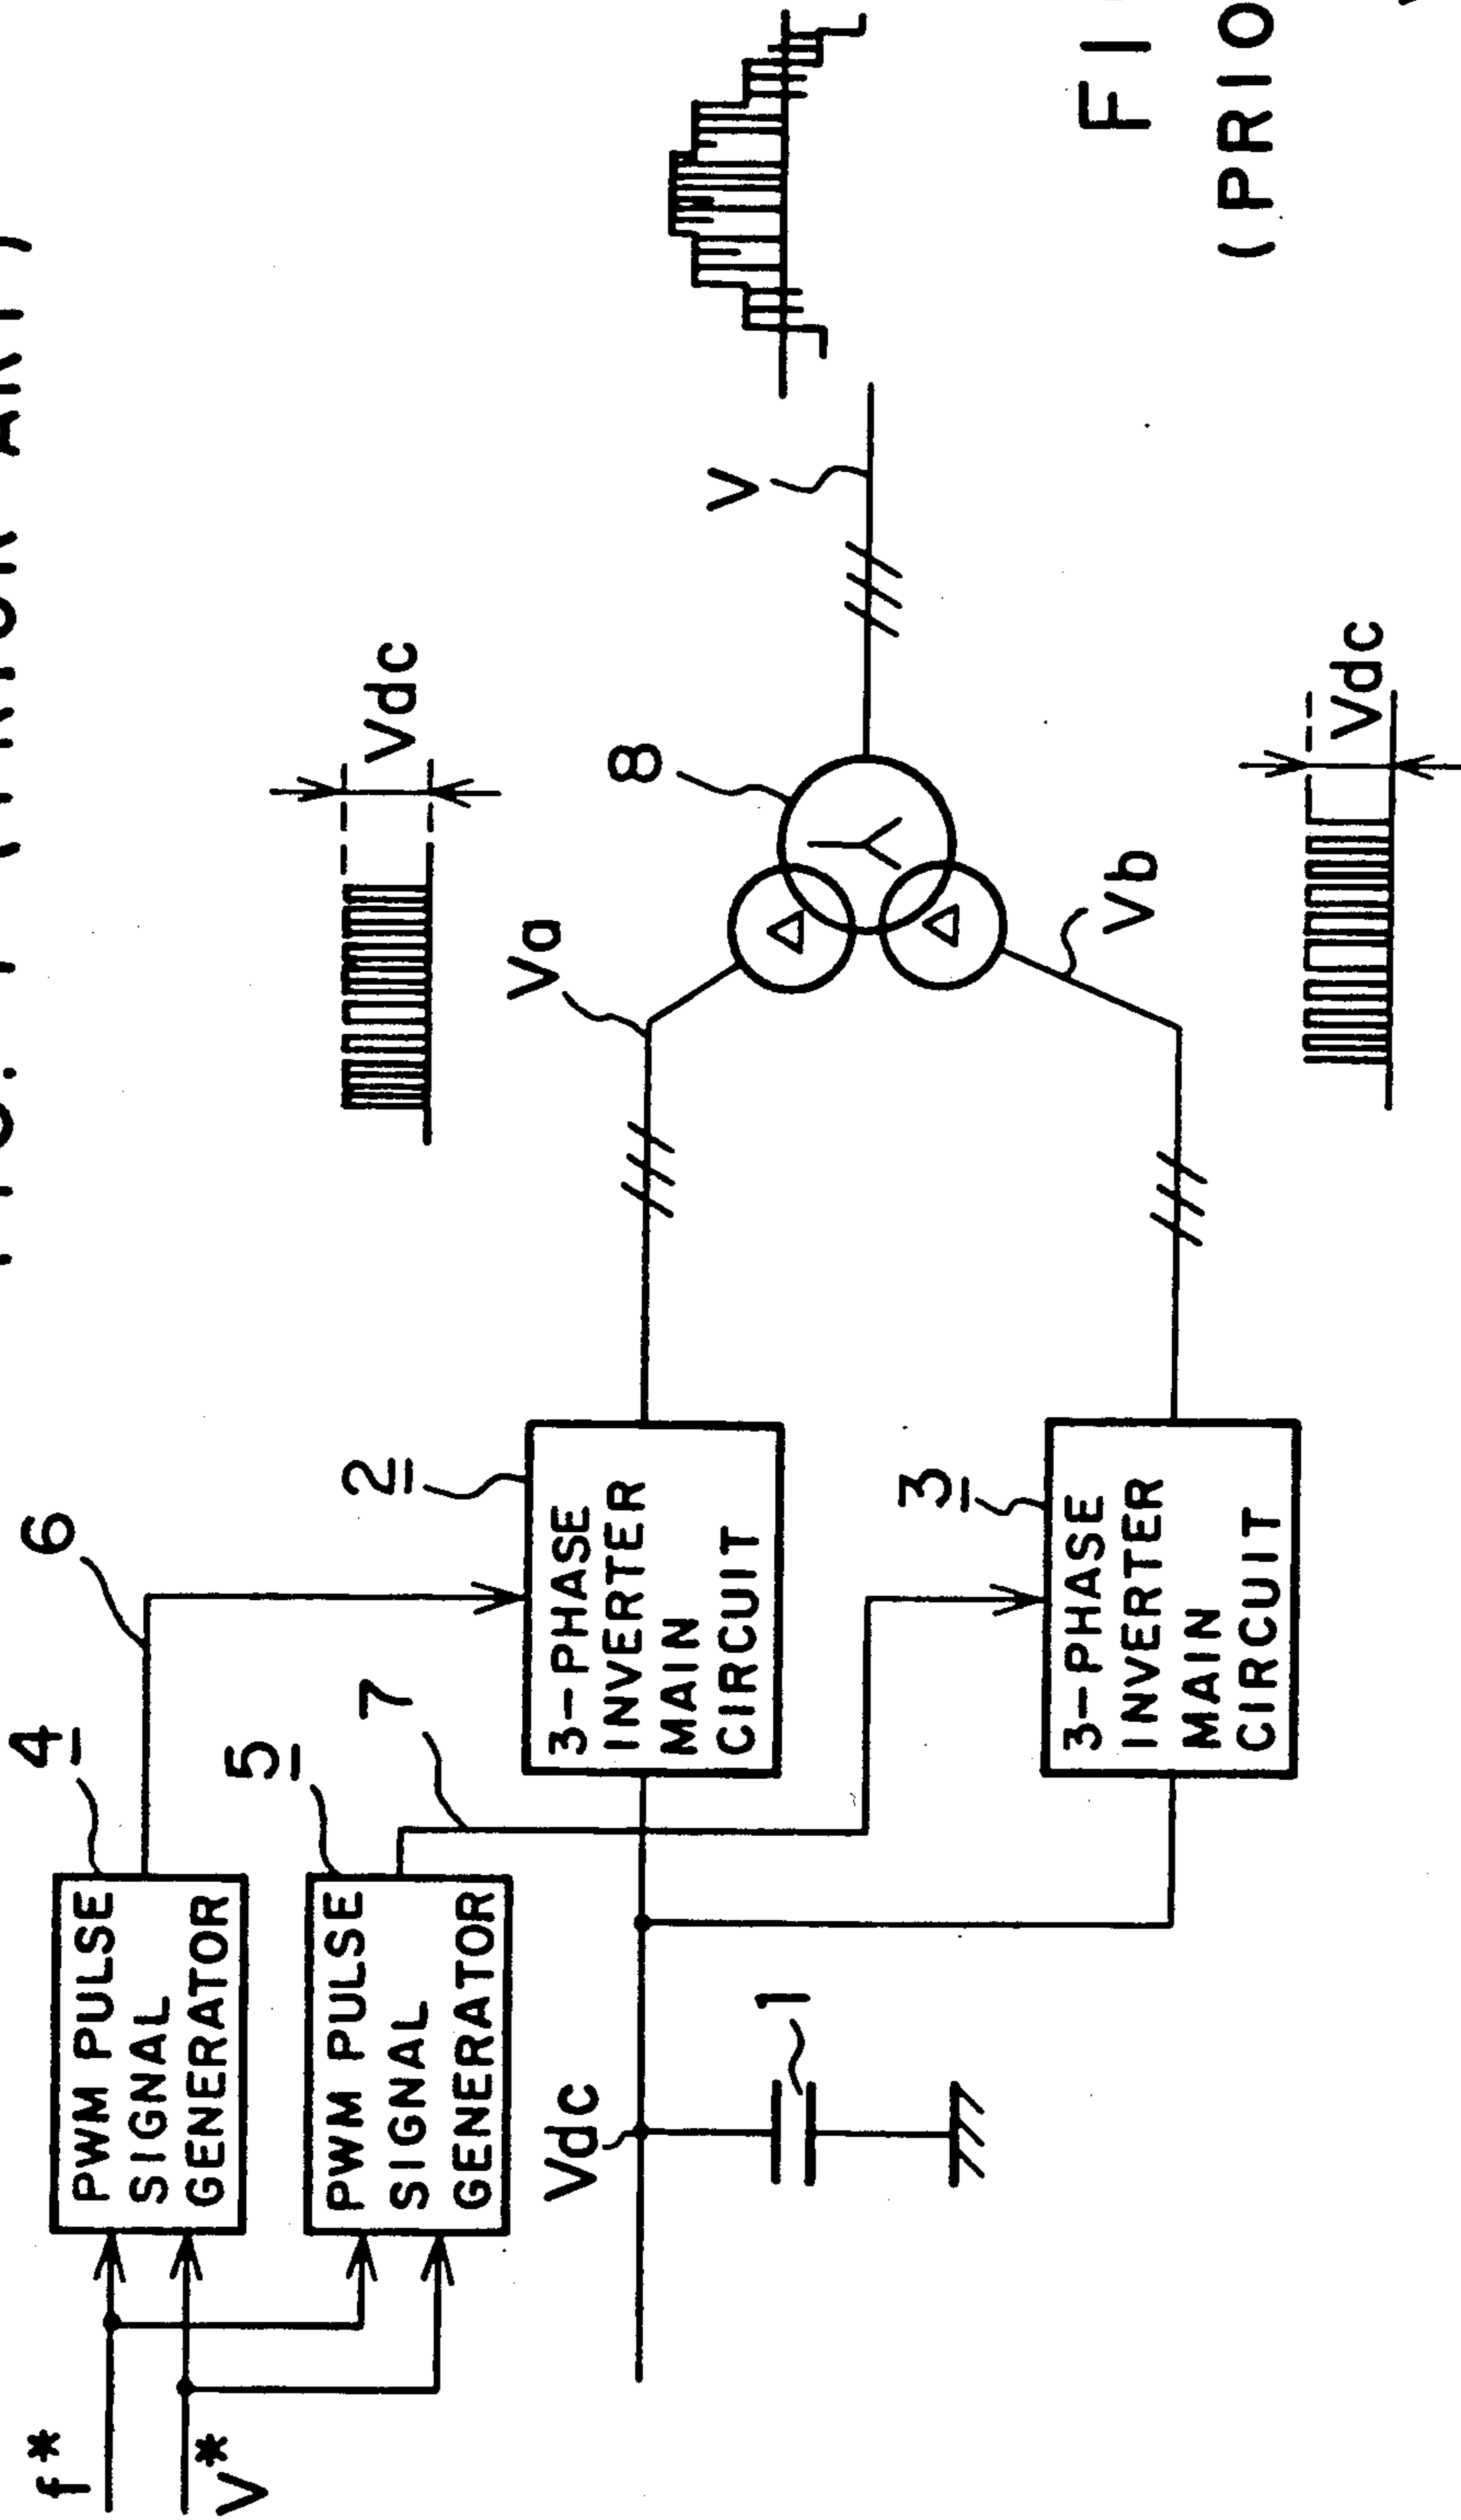 f*
V*
4
PWM PULSE
SIGNAL
GENERATOR
6
5
PWM PULSE
SIGNAL
GENERATOR
7
Vdc
1
2
3-PHASE
INVERTER
MAIN
CIRCUIT
3
3-PHASE
INVERTER
MAIN
CIRCUIT
Va
Vb
8
V
Vdc
Vdc
F I
( PRIO